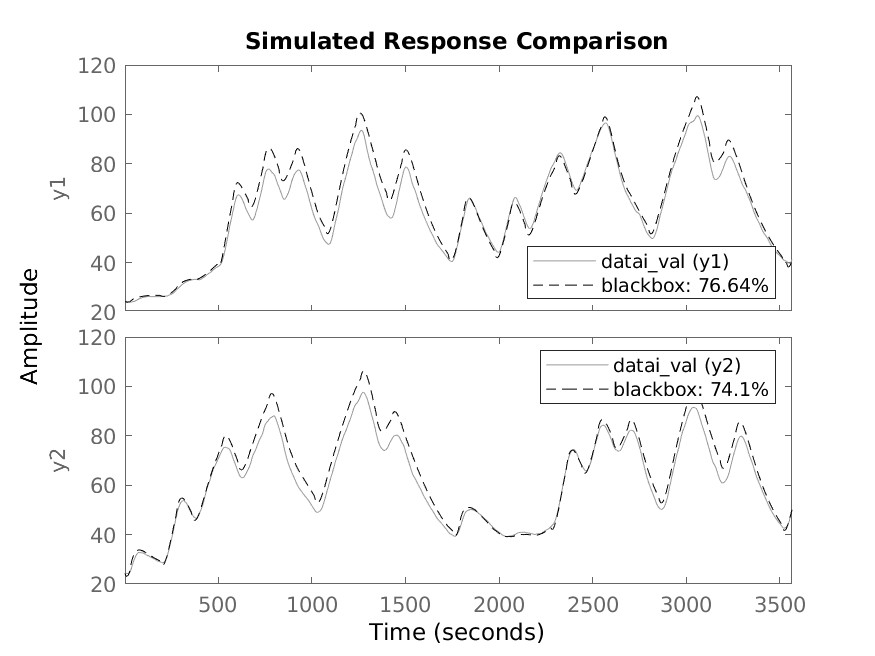 Simulated Response Comparison
120
100
80
60
40
20
y1
datai_val (y1)
blackbox: 76.64%
Amplitude
120
100
80
60
40
20
y2
datai_val (y2)
blackbox: 74.1%
500 1000 1500 2000 2500 3000 3500
Time (seconds)